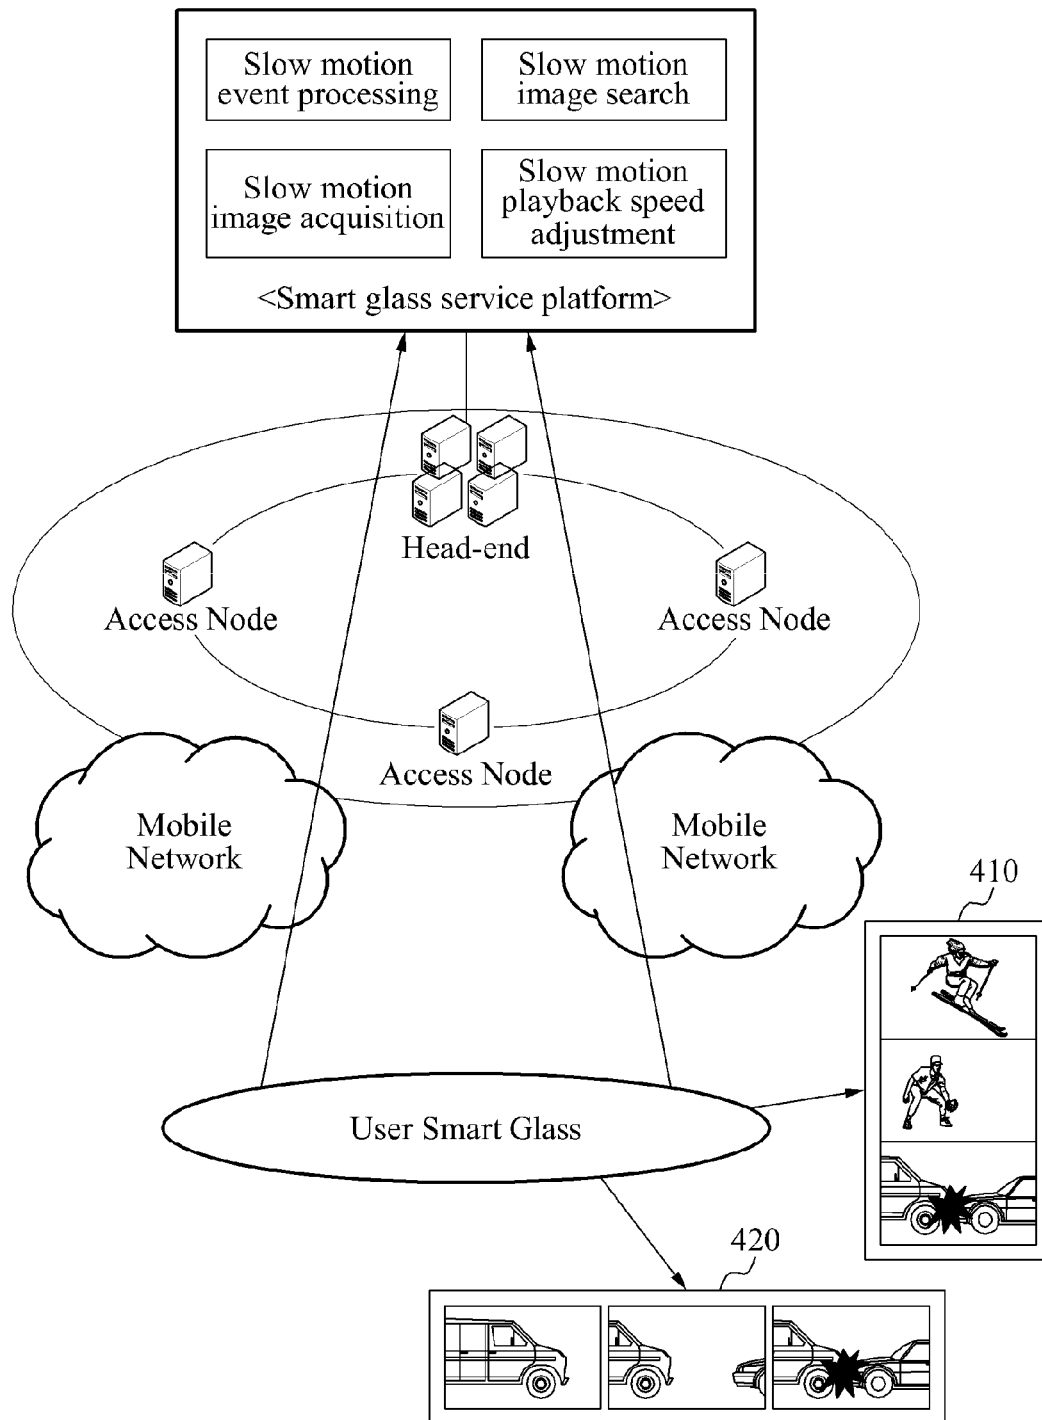 Slow motion
event processing
Slow motion
image search
Slow motion
image acquisition
Slow motion
playback speed
adjustment
<Smart glass service platform>
Head-end
Access Node
Access Node
Access Node
Mobile
Network
Mobile
Network
410
User Smart Glass
420